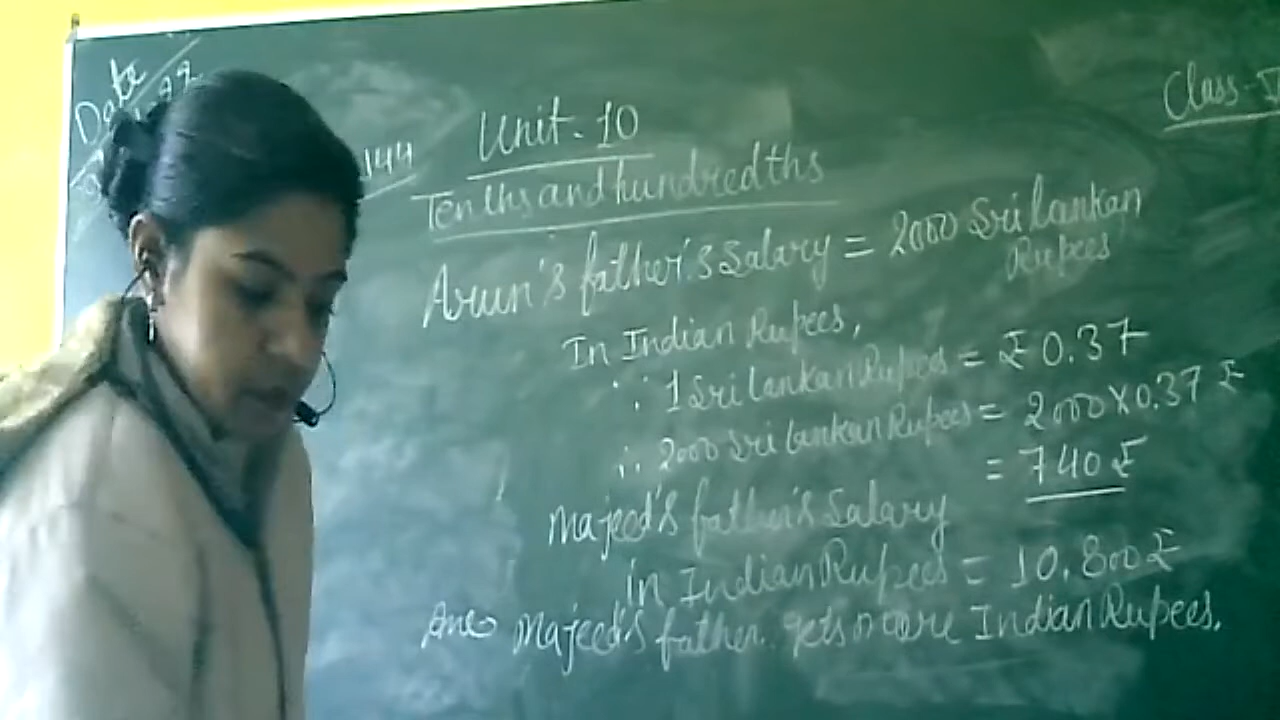 Date
144
Unit-10
Class-V
Tenths and hundredths
Arun's father's Salary = 2000 Sri lankan
Rupees
In Indian Rupees,
∴ 1 Sri lankan Rupees = ₹ 0.37
∴ 2000 Sri lankan Rupees = 2000 X 0.37 ₹
= 740 ₹
Majeed's father's Salary
in Indian Rupees = 10,800 ₹
Ans Majeed's father gets more Indian Rupees.